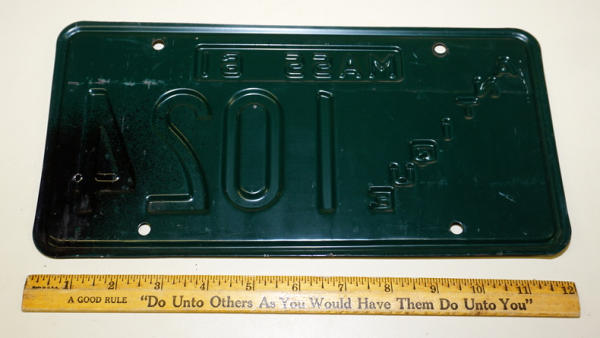 MASS
ANTIQUE
1024
1 2 3 4 5 6 7 8 9 10 11 12
A GOOD RULE "Do Unto Others As You Would Have Them Do Unto You"